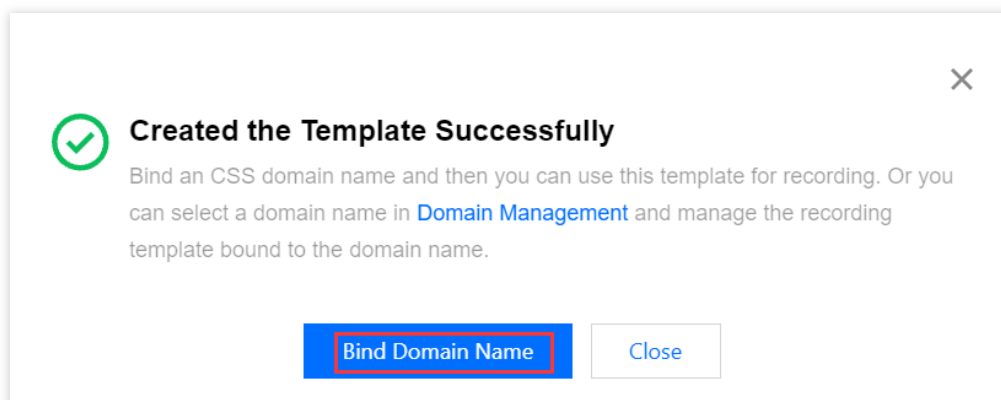 Created the Template Successfully
Bind an CSS domain name and then you can use this template for recording. Or you
can select a domain name in Domain Management and manage the recording
template bound to the domain name.
Bind Domain Name
Close